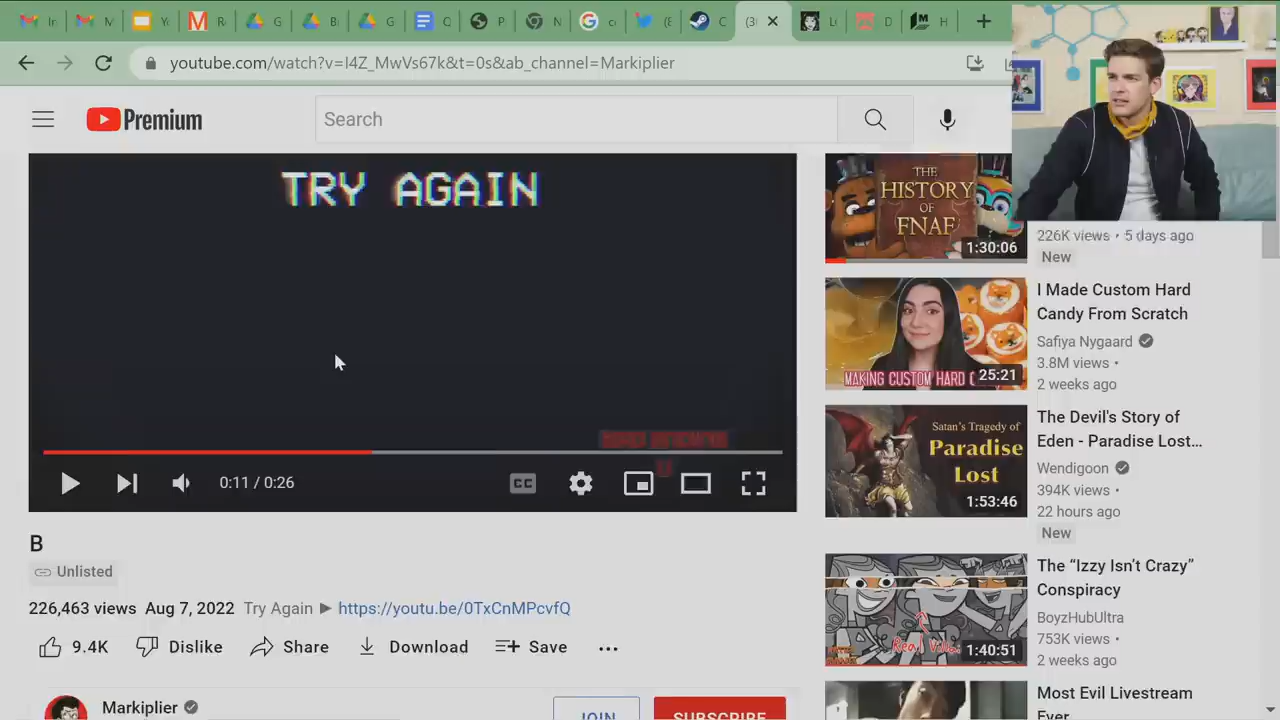 In
M
Y
R
G
B
G
C
P
N
co
(E
C
(3
L
D
H
youtube.com/watch?v=I4Z_MwVs67k&t=0s&ab_channel=Markiplier
Premium
Search
TRY AGAIN
0:11 / 0:26
CC
B
Unlisted
226,463 views Aug 7, 2022 Try Again ▶ https://youtu.be/0TxCnMPcvfQ
9.4K
Dislike
Share
Download
Save
Markiplier
JOIN
SUBSCRIBE
THE
HISTORY
OF
FNAF
1:30:06
226K views • 5 days ago
New
MAKING CUSTOM HARD C
25:21
I Made Custom Hard
Candy From Scratch
Safiya Nygaard
3.8M views •
2 weeks ago
Satan's Tragedy of
Paradise
Lost
1:53:46
The Devil's Story of
Eden - Paradise Lost...
Wendigoon
394K views •
22 hours ago
New
1:40:51
The “Izzy Isn't Crazy”
Conspiracy
BoyzHubUltra
753K views •
2 weeks ago
Most Evil Livestream
Ever